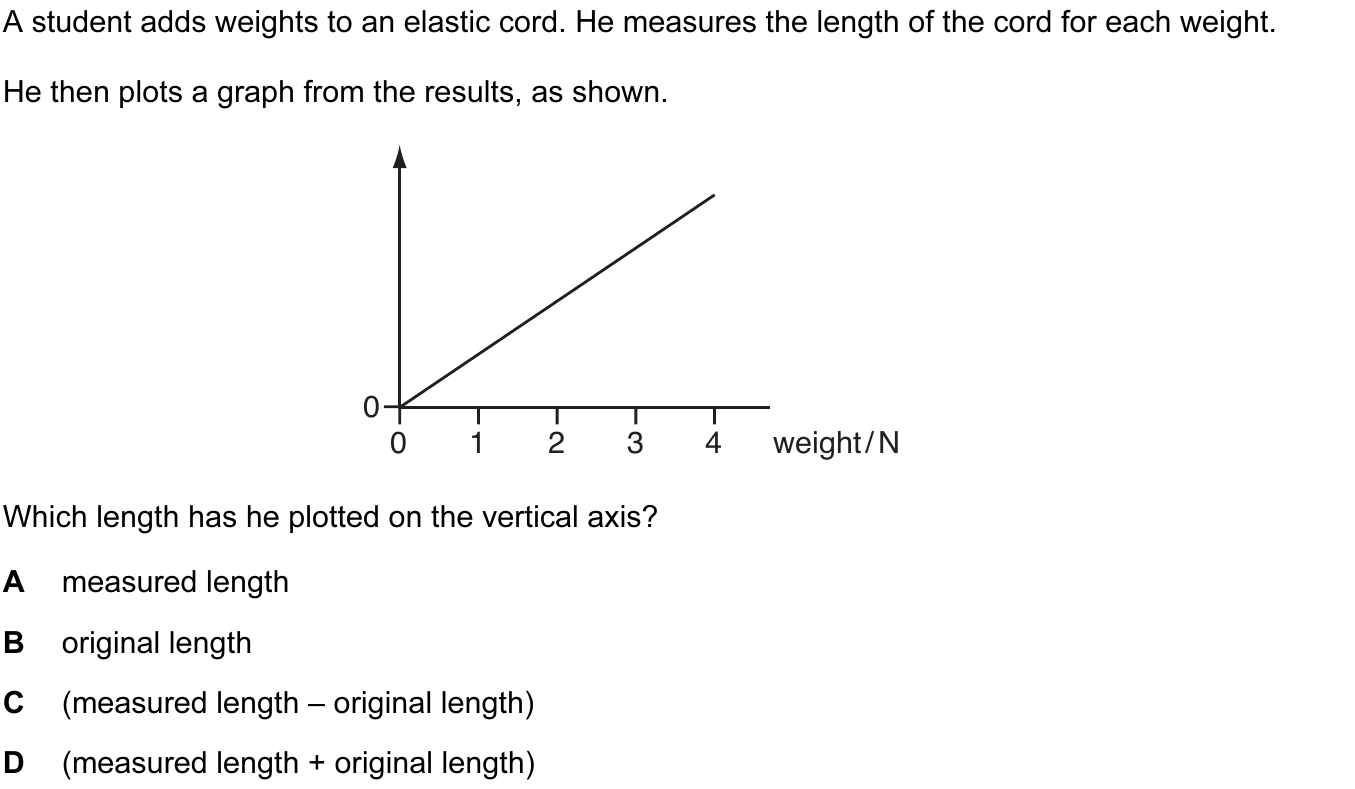 A student adds weights to an elastic cord. He measures the length of the cord for each weight.
He then plots a graph from the results, as shown.
0
0 1 2 3 4 weight/N
Which length has he plotted on the vertical axis?
A measured length
B original length
C (measured length – original length)
D (measured length + original length)